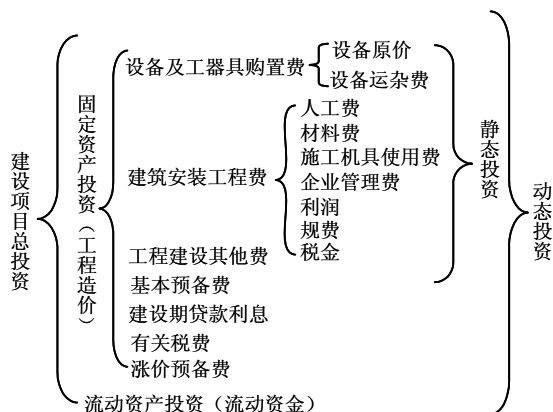 建设项目总投资
固定资产投资（工程造价）
设备及工器具购置费
设备原价
设备运杂费
建筑安装工程费
人工费
材料费
施工机具使用费
企业管理费
利润
规费
税金
工程建设其他费
基本预备费
建设期贷款利息
有关税费
涨价预备费
流动资产投资（流动资金）
静态投资
动态投资